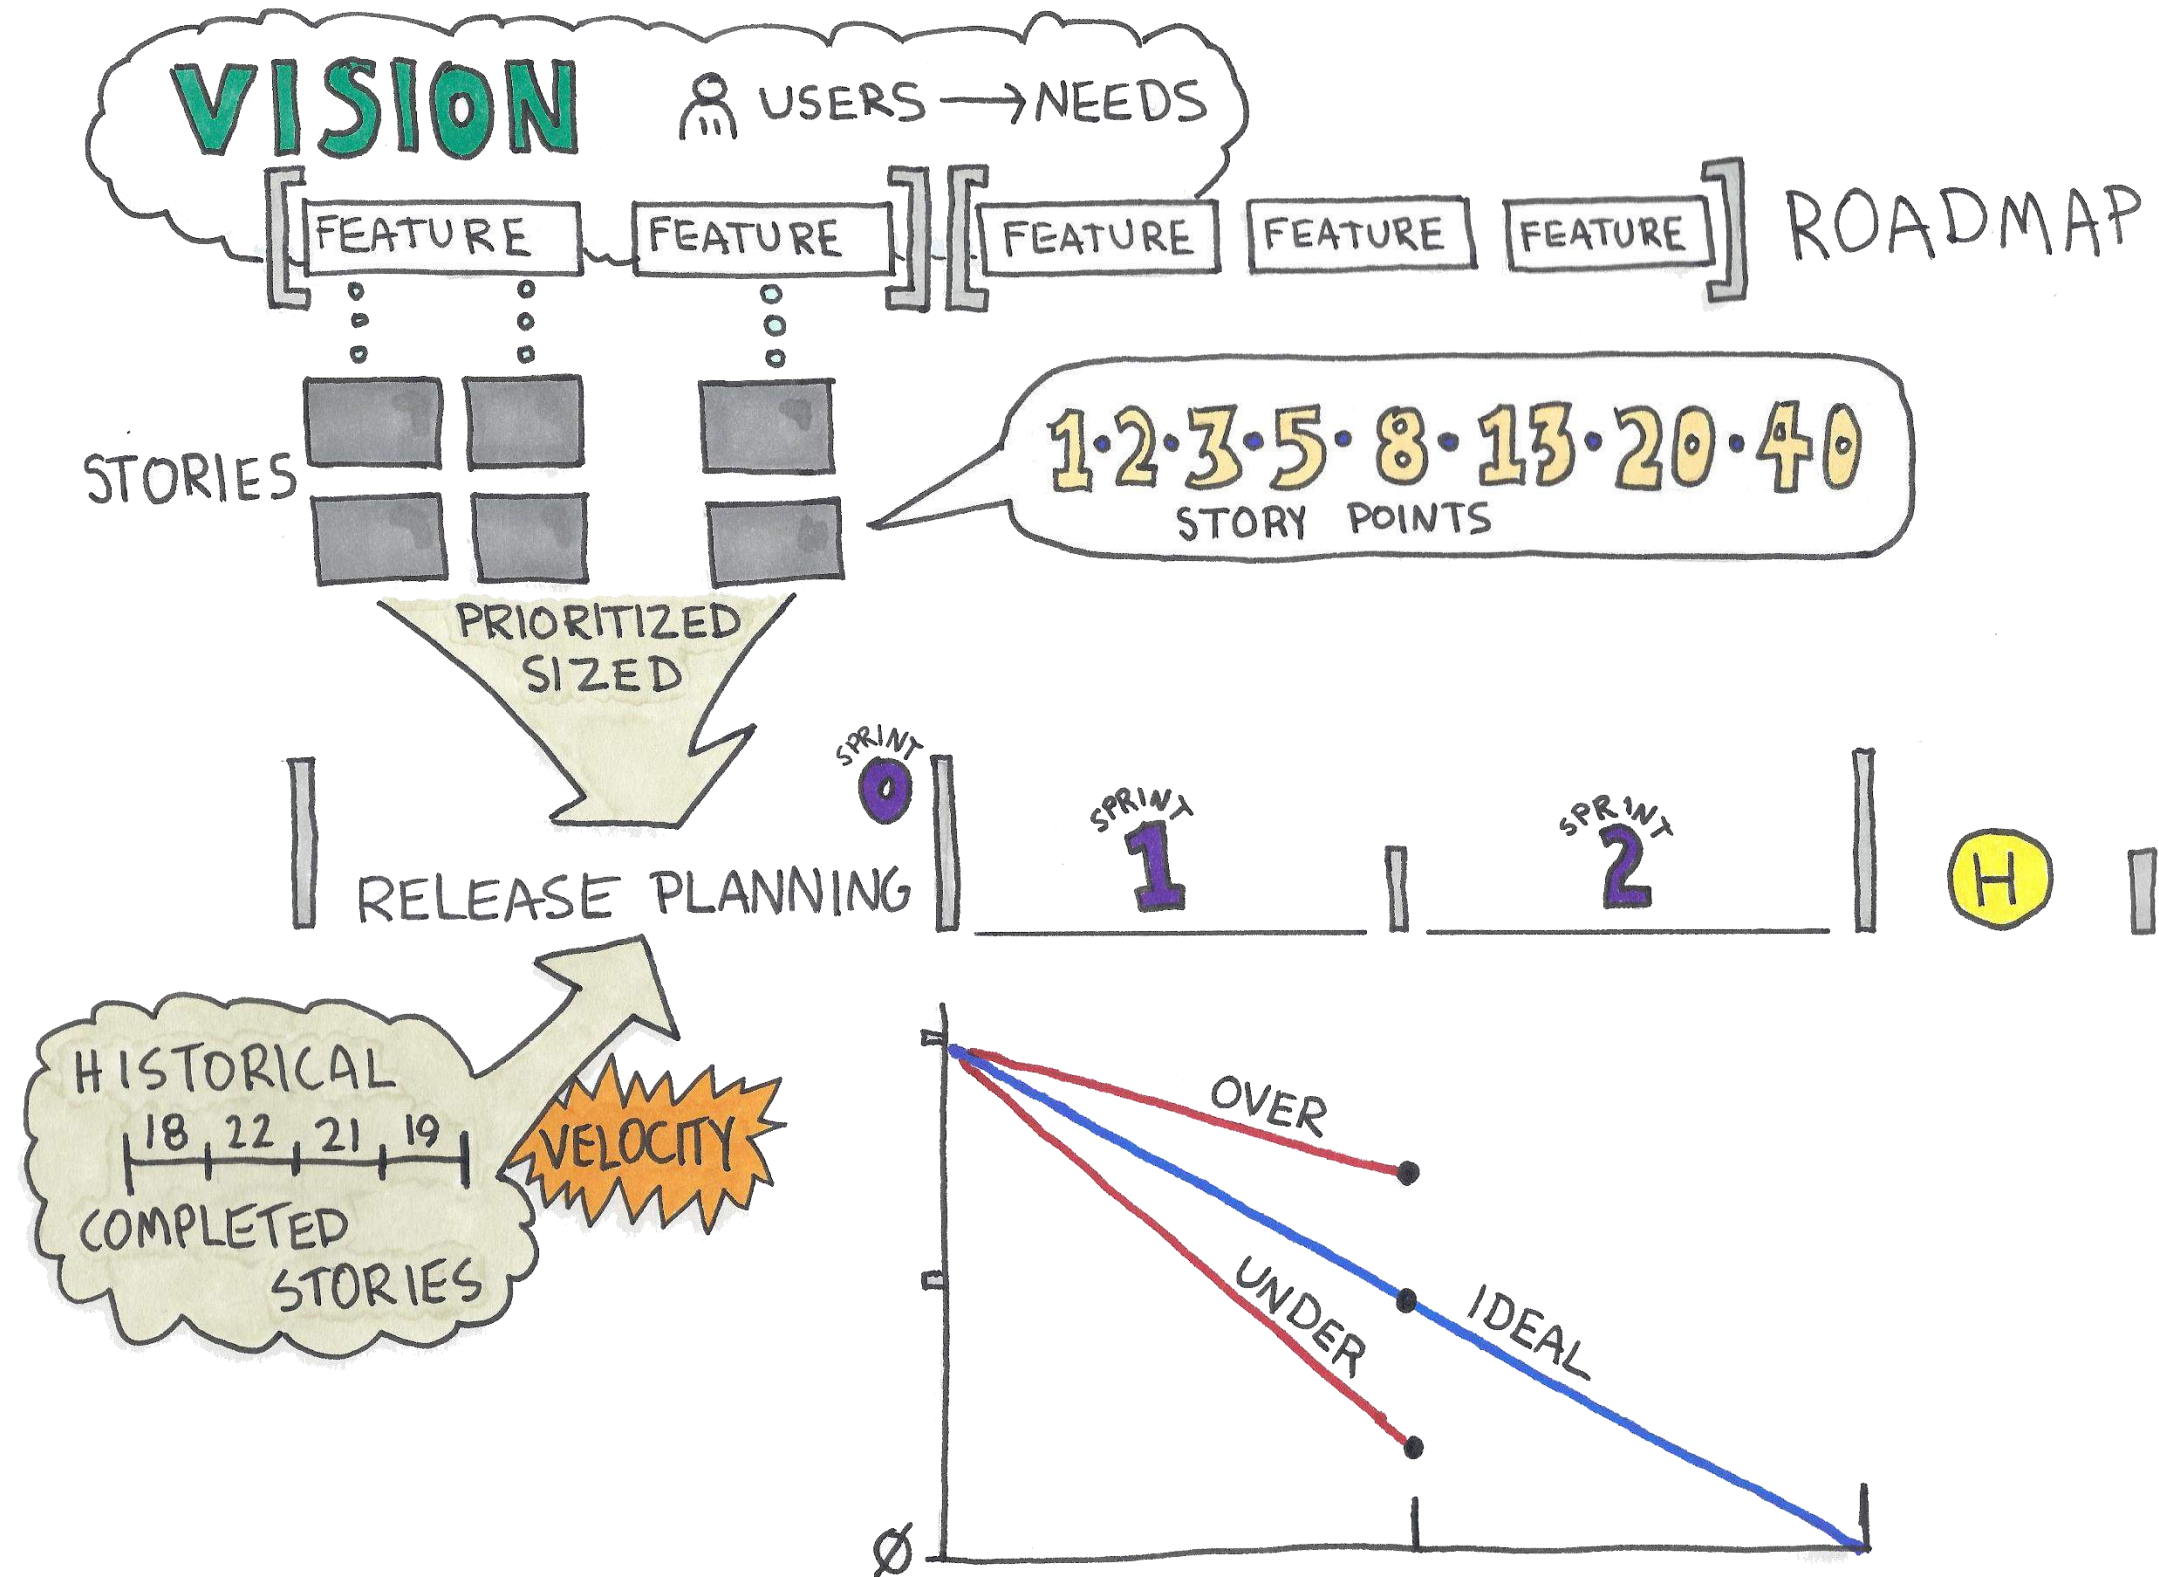 VISION
USERS → NEEDS
FEATURE
FEATURE
FEATURE
FEATURE
FEATURE
ROADMAP
STORIES
1·2·3·5·8·13·20·40
STORY POINTS
PRIORITIZED
SIZED
SPRINT
0
SPRINT
1
SPRINT
2
H
RELEASE PLANNING
HISTORICAL
18 22 21 19
COMPLETED
STORIES
VELOCITY
OVER
UNDER
IDEAL
Ø